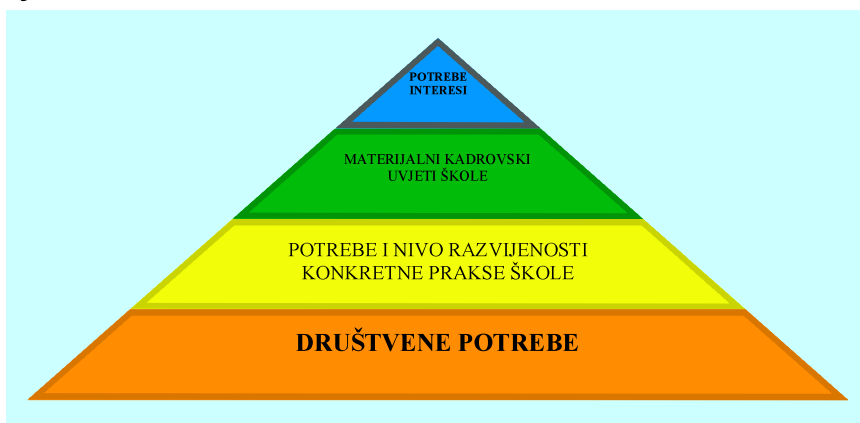 POTREBE
INTERESI
MATERIJALNI KADROVSKI
UVJETI ŠKOLE
POTREBE I NIVO RAZVIJENOSTI
KONKRETNE PRAKSE ŠKOLE
DRUŠTVENE POTREBE